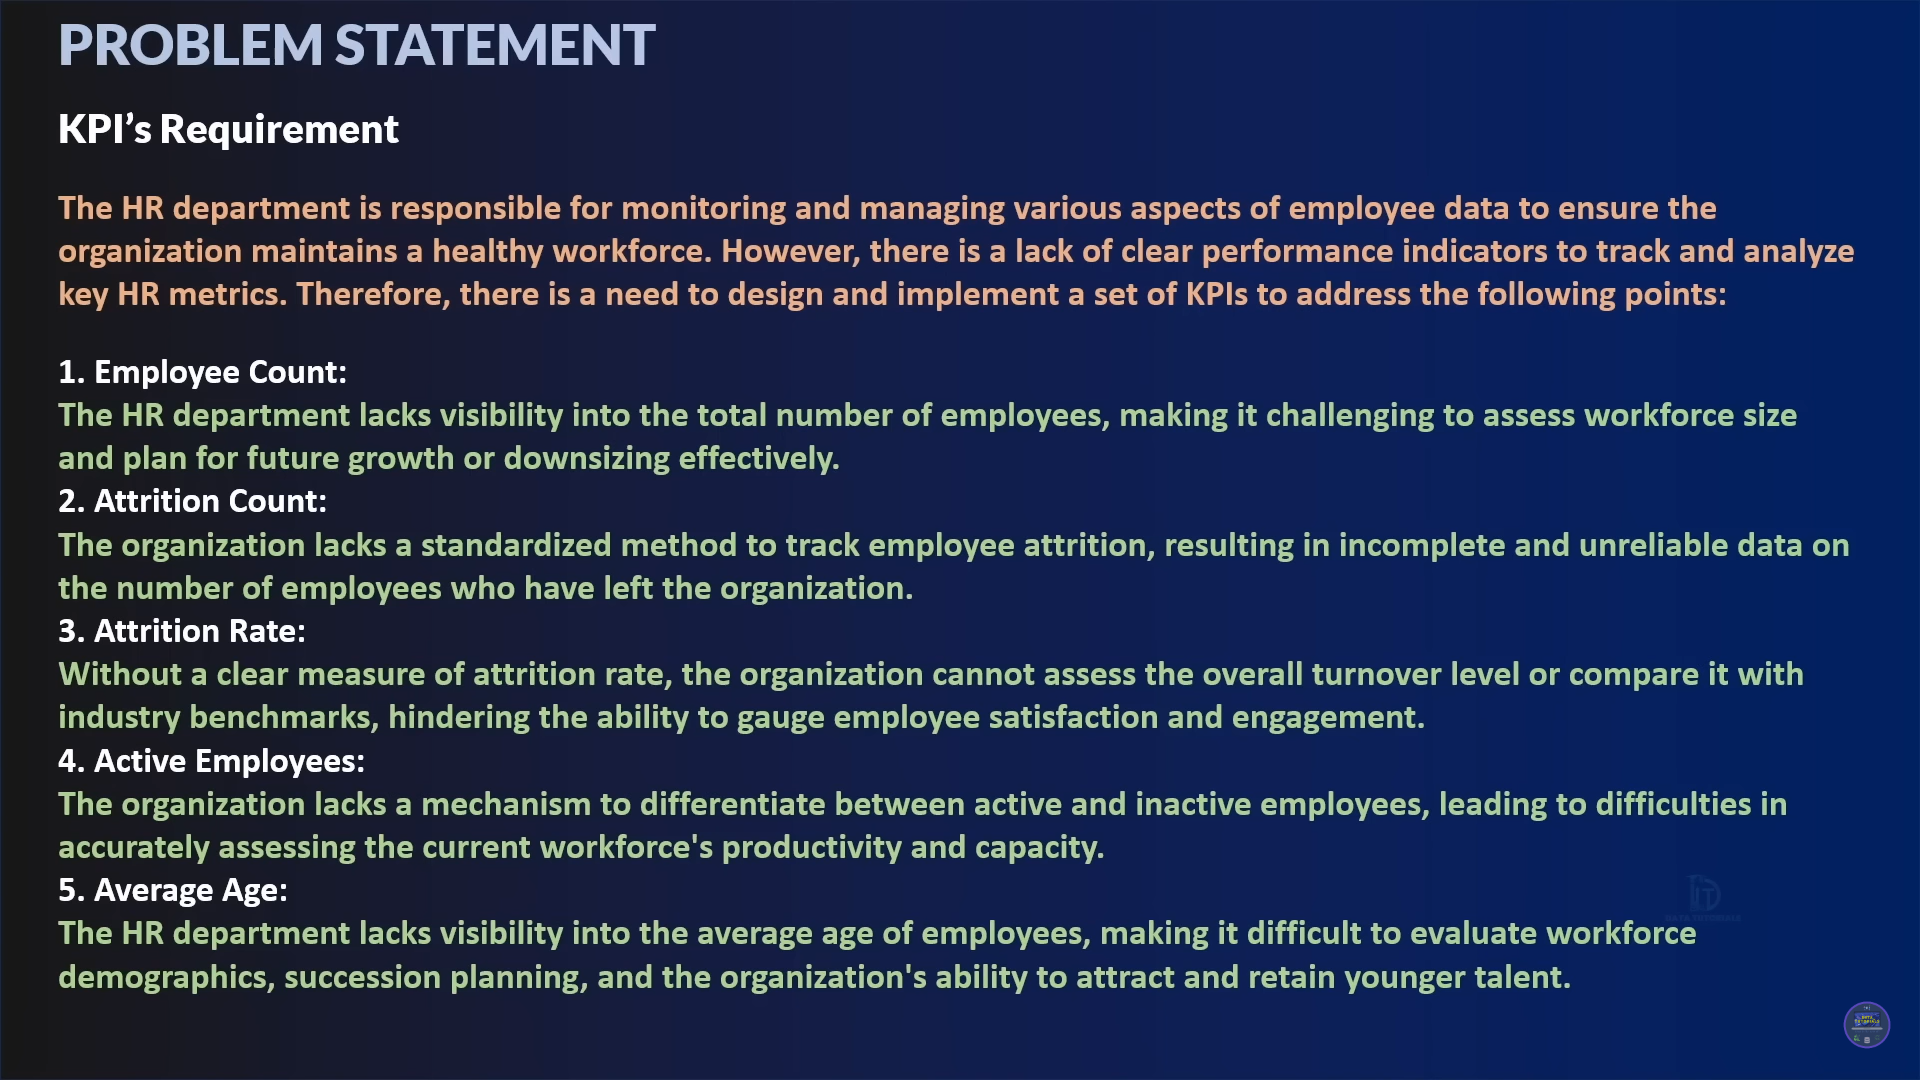 PROBLEM STATEMENT
KPI’s Requirement
The HR department is responsible for monitoring and managing various aspects of employee data to ensure the
organization maintains a healthy workforce. However, there is a lack of clear performance indicators to track and analyze
key HR metrics. Therefore, there is a need to design and implement a set of KPIs to address the following points:
1. Employee Count:
The HR department lacks visibility into the total number of employees, making it challenging to assess workforce size
and plan for future growth or downsizing effectively.
2. Attrition Count:
The organization lacks a standardized method to track employee attrition, resulting in incomplete and unreliable data on
the number of employees who have left the organization.
3. Attrition Rate:
Without a clear measure of attrition rate, the organization cannot assess the overall turnover level or compare it with
industry benchmarks, hindering the ability to gauge employee satisfaction and engagement.
4. Active Employees:
The organization lacks a mechanism to differentiate between active and inactive employees, leading to difficulties in
accurately assessing the current workforce's productivity and capacity.
5. Average Age:
The HR department lacks visibility into the average age of employees, making it difficult to evaluate workforce
demographics, succession planning, and the organization's ability to attract and retain younger talent.